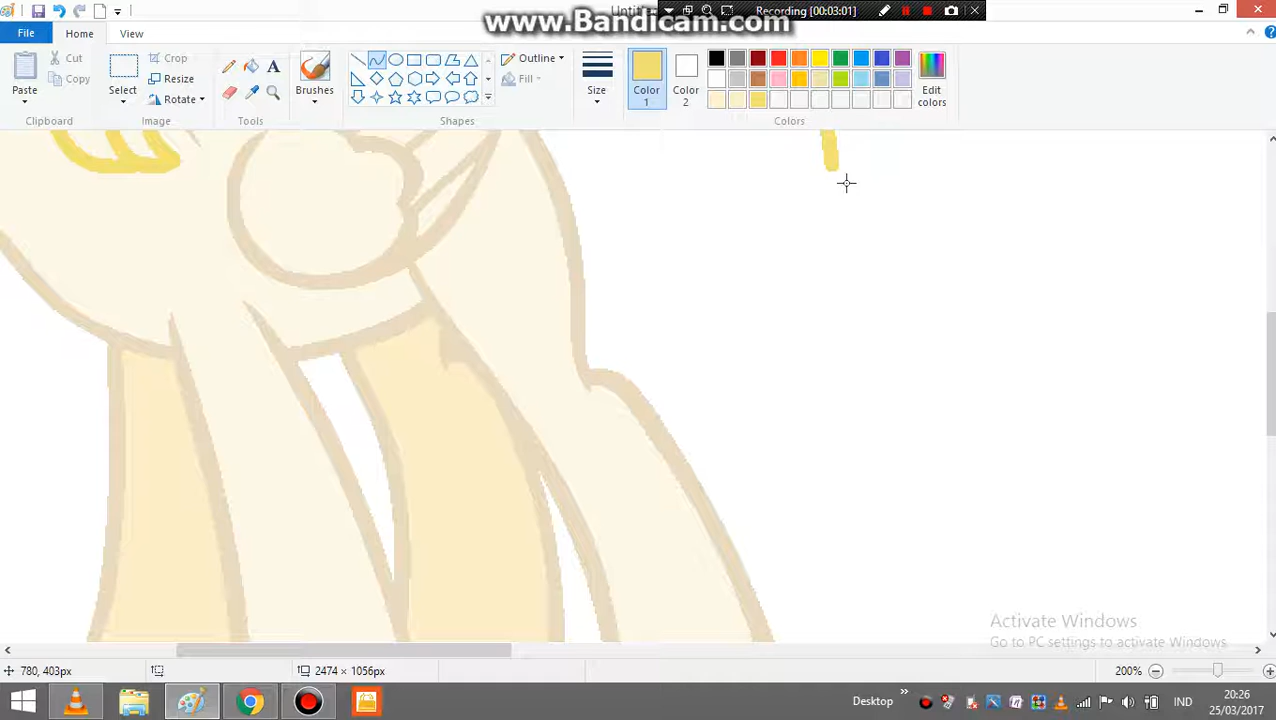 Untitle
Recording [00:03:01]
www.Bandicam.com
File
Home
View
Paste
Cut
Copy
Clipboard
Select
Crop
Resize
Rotate
Image
Tools
Brushes
Outline
Fill
Shapes
Size
Color 1
Color 2
Edit colors
Colors
Activate Windows
Go to PC settings to activate Windows.
780, 403px
2474 × 1056px
200%
Desktop
IND
20:26
25/03/2017